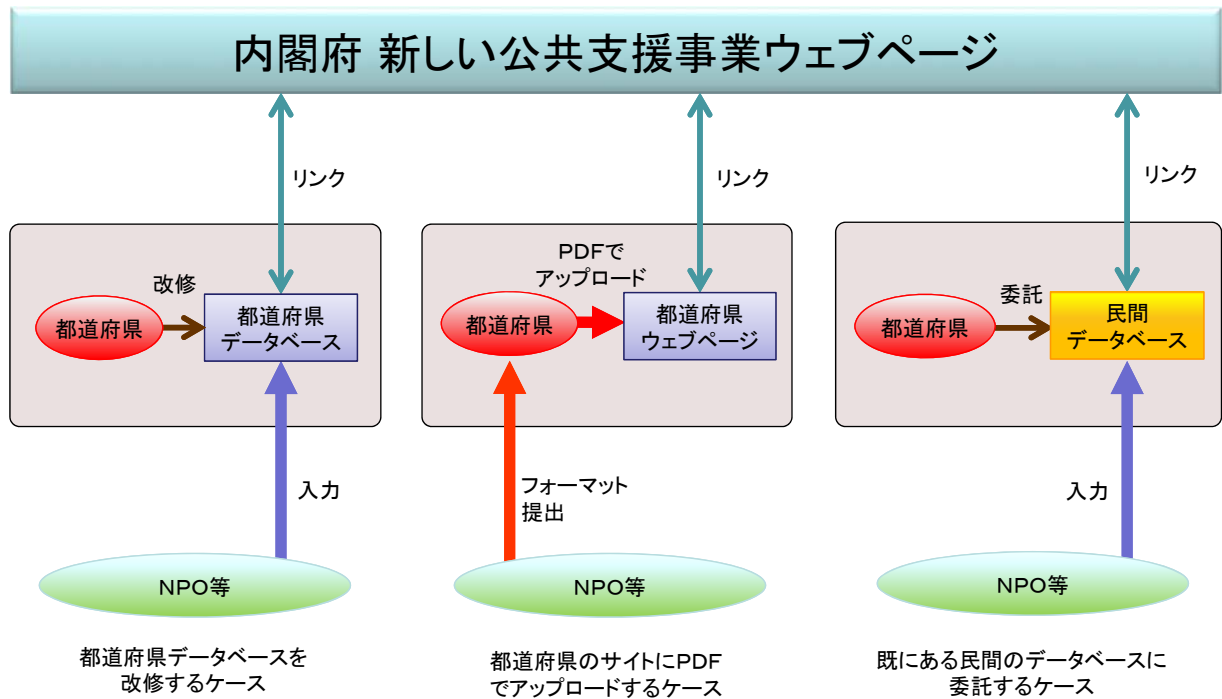 内閣府 新しい公共支援事業ウェブページ
リンク
リンク
リンク
改修
都道府県
都道府県
データベース
入力
NPO等
都道府県データベースを
改修するケース
PDFで
アップロード
都道府県
都道府県
ウェブページ
フォーマット
提出
NPO等
都道府県のサイトにPDF
でアップロードするケース
委託
都道府県
民間
データベース
入力
NPO等
既にある民間のデータベースに
委託するケース